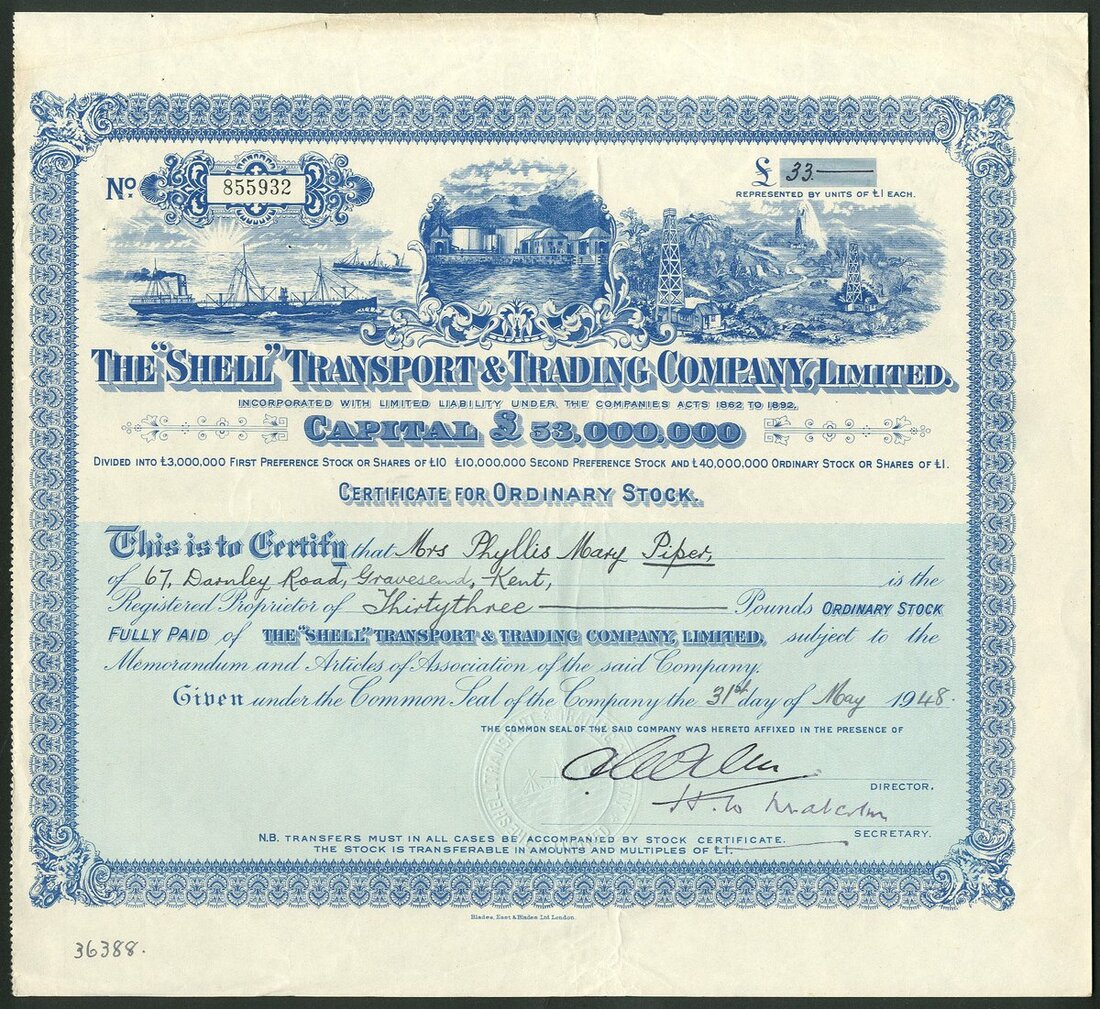 No. 855932
£ 33
REPRESENTED BY UNITS OF £1 EACH.
THE "SHELL" TRANSPORT & TRADING COMPANY, LIMITED.
INCORPORATED WITH LIMITED LIABILITY UNDER THE COMPANIES ACTS 1862 TO 1892.
CAPITAL £53,000,000
DIVIDED INTO £3,000,000 FIRST PREFERENCE STOCK OR SHARES OF £10 £10,000,000 SECOND PREFERENCE STOCK AND £40,000,000 ORDINARY STOCK OR SHARES OF £1.
CERTIFICATE FOR ORDINARY STOCK.
This is to Certify that Mrs Phyllis Mary Piper,
of 67, Darnley Road, Gravesend, Kent, is the
Registered Proprietor of Thirtythree Pounds ORDINARY STOCK
FULLY PAID of THE "SHELL" TRANSPORT & TRADING COMPANY, LIMITED, subject to the
Memorandum and Articles of Association of the said Company.
Given under the Common Seal of the Company the 31st day of May 1948.
THE COMMON SEAL OF THE SAID COMPANY WAS HERETO AFFIXED IN THE PRESENCE OF
DIRECTOR.
H. W Malcolm
SECRETARY.
N.B. TRANSFERS MUST IN ALL CASES BE ACCOMPANIED BY STOCK CERTIFICATE.
THE STOCK IS TRANSFERABLE IN AMOUNTS AND MULTIPLES OF £1.
Blades, East & Blades Ltd London.
36388.